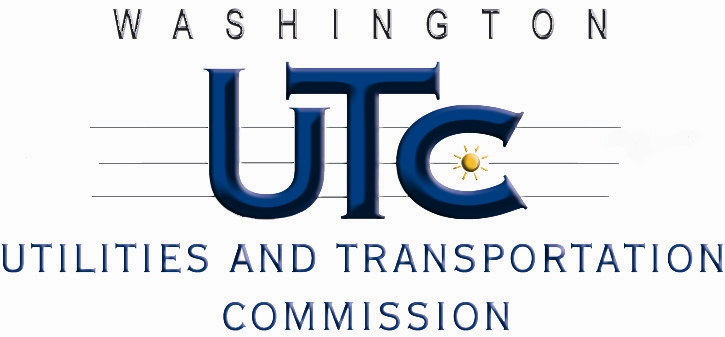 WASHINGTON
UTC
UTILITIES AND TRANSPORTATION
COMMISSION